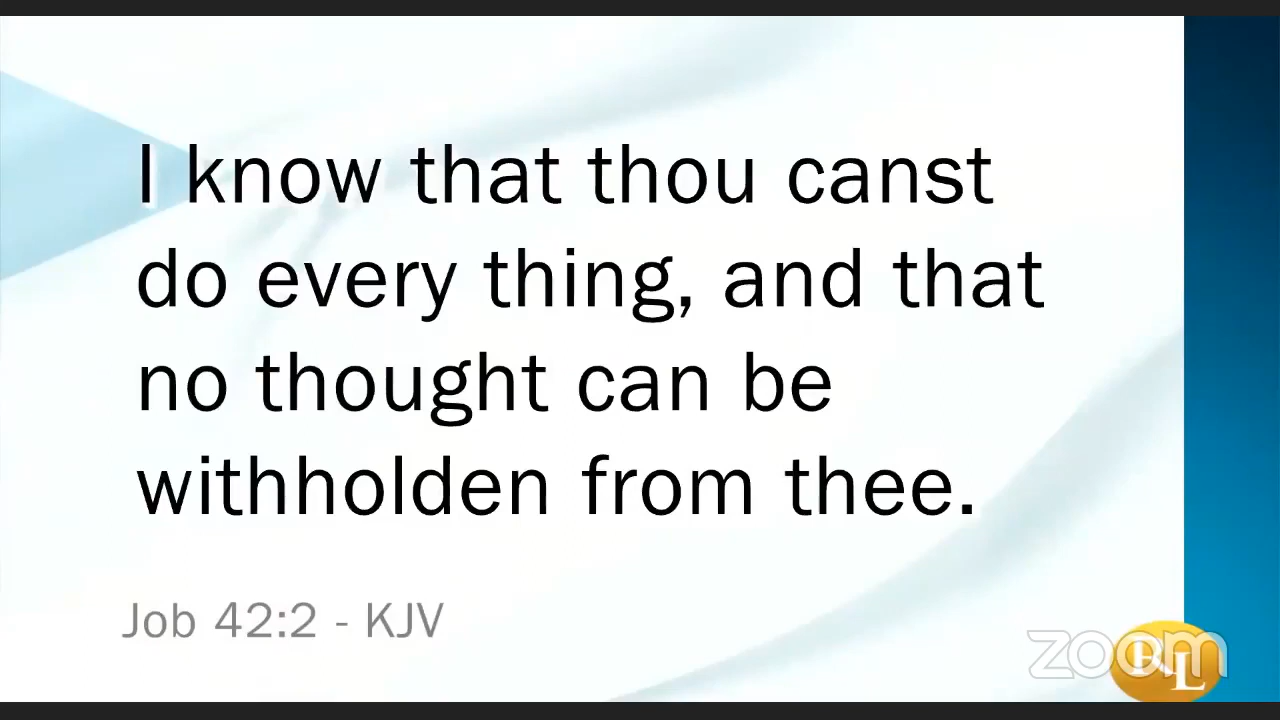 I know that thou canst
do every thing, and that
no thought can be
withholden from thee.
Job 42:2 - KJV
zoom
RL